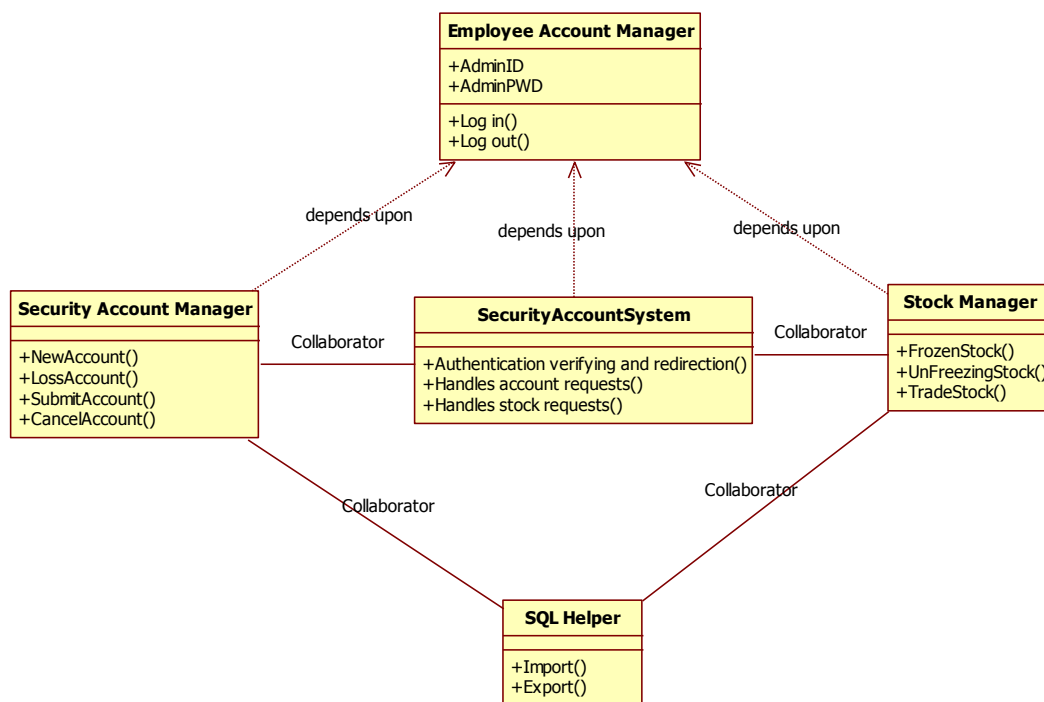 Employee Account Manager
+AdminID
+AdminPWD
+Log in()
+Log out()
depends upon
depends upon
depends upon
Security Account Manager
+NewAccount()
+LossAccount()
+SubmitAccount()
+CancelAccount()
Collaborator
SecurityAccountSystem
+Authentication verifying and redirection()
+Handles account requests()
+Handles stock requests()
Collaborator
Stock Manager
+FrozenStock()
+UnFreezingStock()
+TradeStock()
Collaborator
Collaborator
SQL Helper
+Import()
+Export()